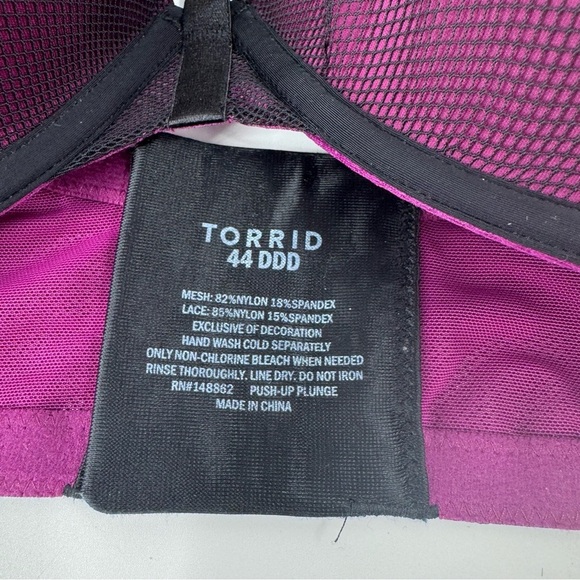 TORRID
44 DDD
MESH: 82%NYLON 18%SPANDEX
LACE: 85%NYLON 15%SPANDEX
EXCLUSIVE OF DECORATION
HAND WASH COLD SEPARATELY
ONLY NON-CHLORINE BLEACH WHEN NEEDED
RINSE THOROUGHLY. LINE DRY. DO NOT IRON
RN#148862 PUSH-UP PLUNGE
MADE IN CHINA